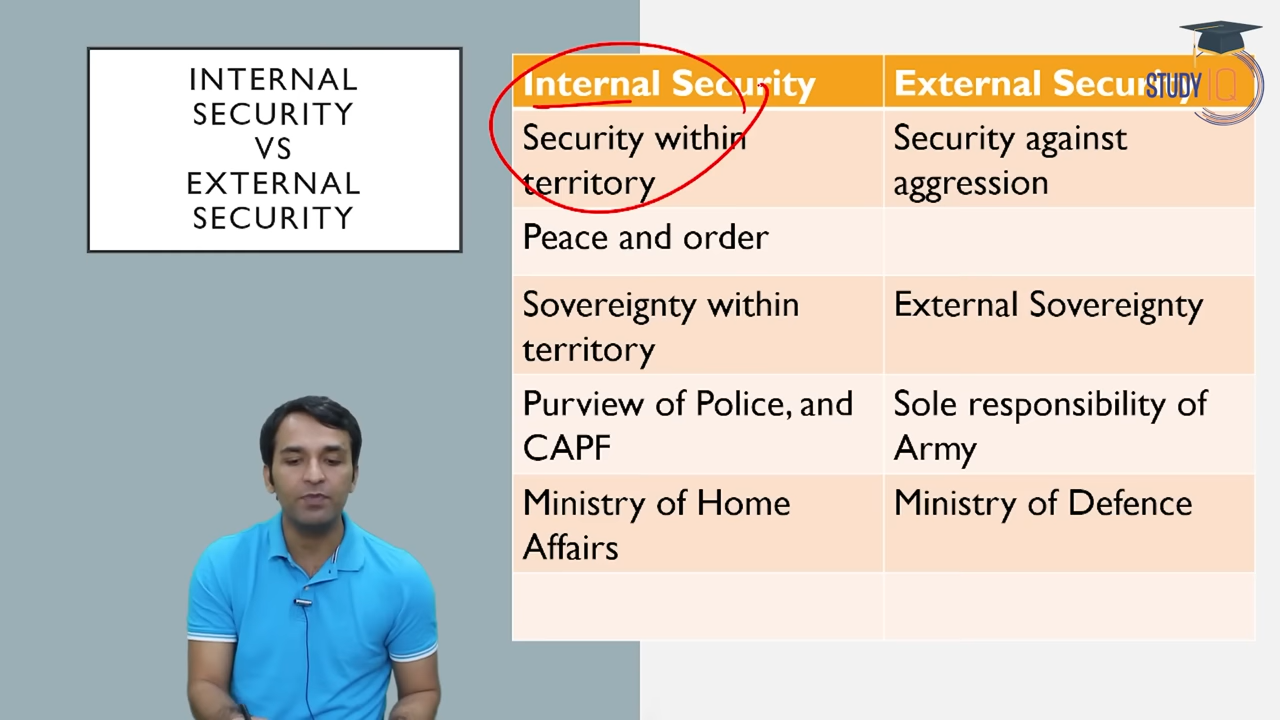 INTERNAL
SECURITY
VS
EXTERNAL
SECURITY
Internal Security
External Security
STUDY IQ
Security within
territory
Security against
aggression
Peace and order
Sovereignty within
territory
External Sovereignty
Purview of Police, and
CAPF
Sole responsibility of
Army
Ministry of Home
Affairs
Ministry of Defence